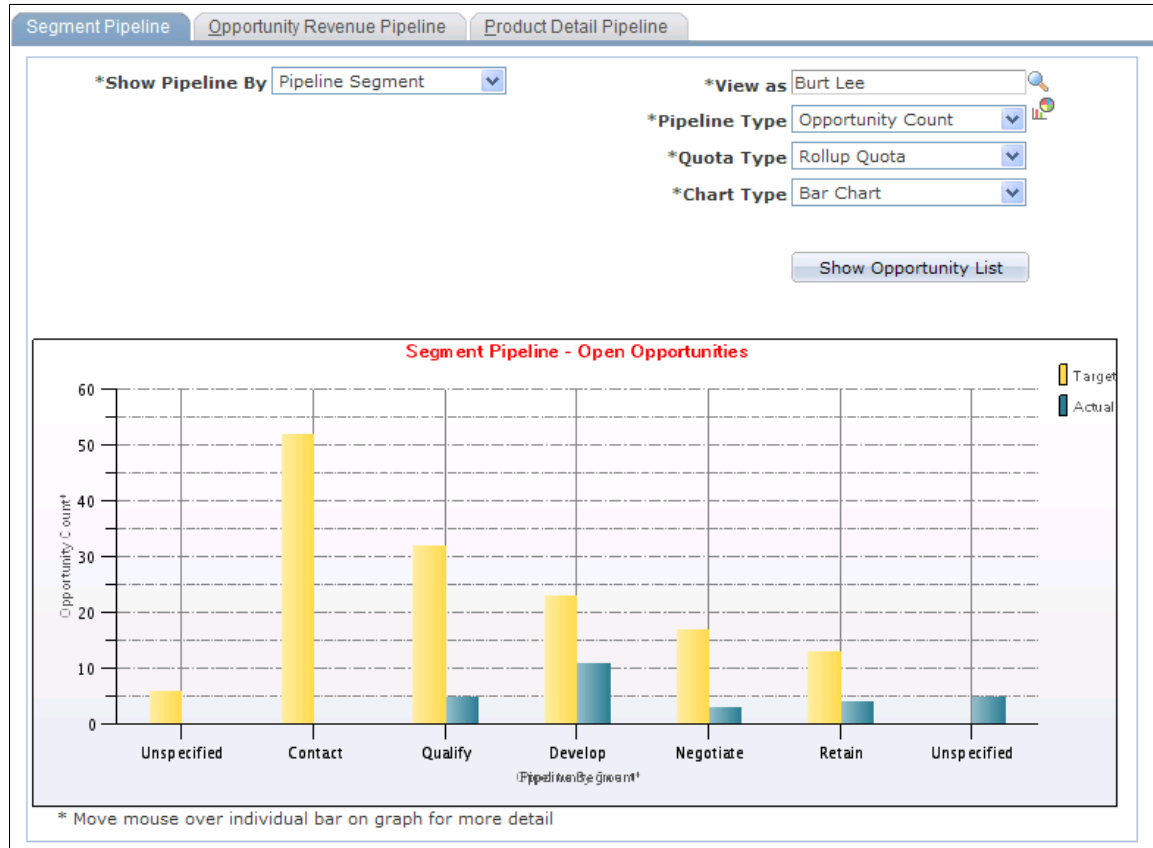 Segment Pipeline Opportunity Revenue Pipeline Product Detail Pipeline
*Show Pipeline By Pipeline Segment
*View as Burt Lee
*Pipeline Type Opportunity Count
*Quota Type Rollup Quota
*Chart Type Bar Chart
Show Opportunity List
Segment Pipeline - Open Opportunities
Target
Actual
Opportunity Count*
60
50
40
30
20
10
0
Unspecified Contact Qualify Develop Negotiate Retain Unspecified
* Move mouse over individual bar on graph for more detail